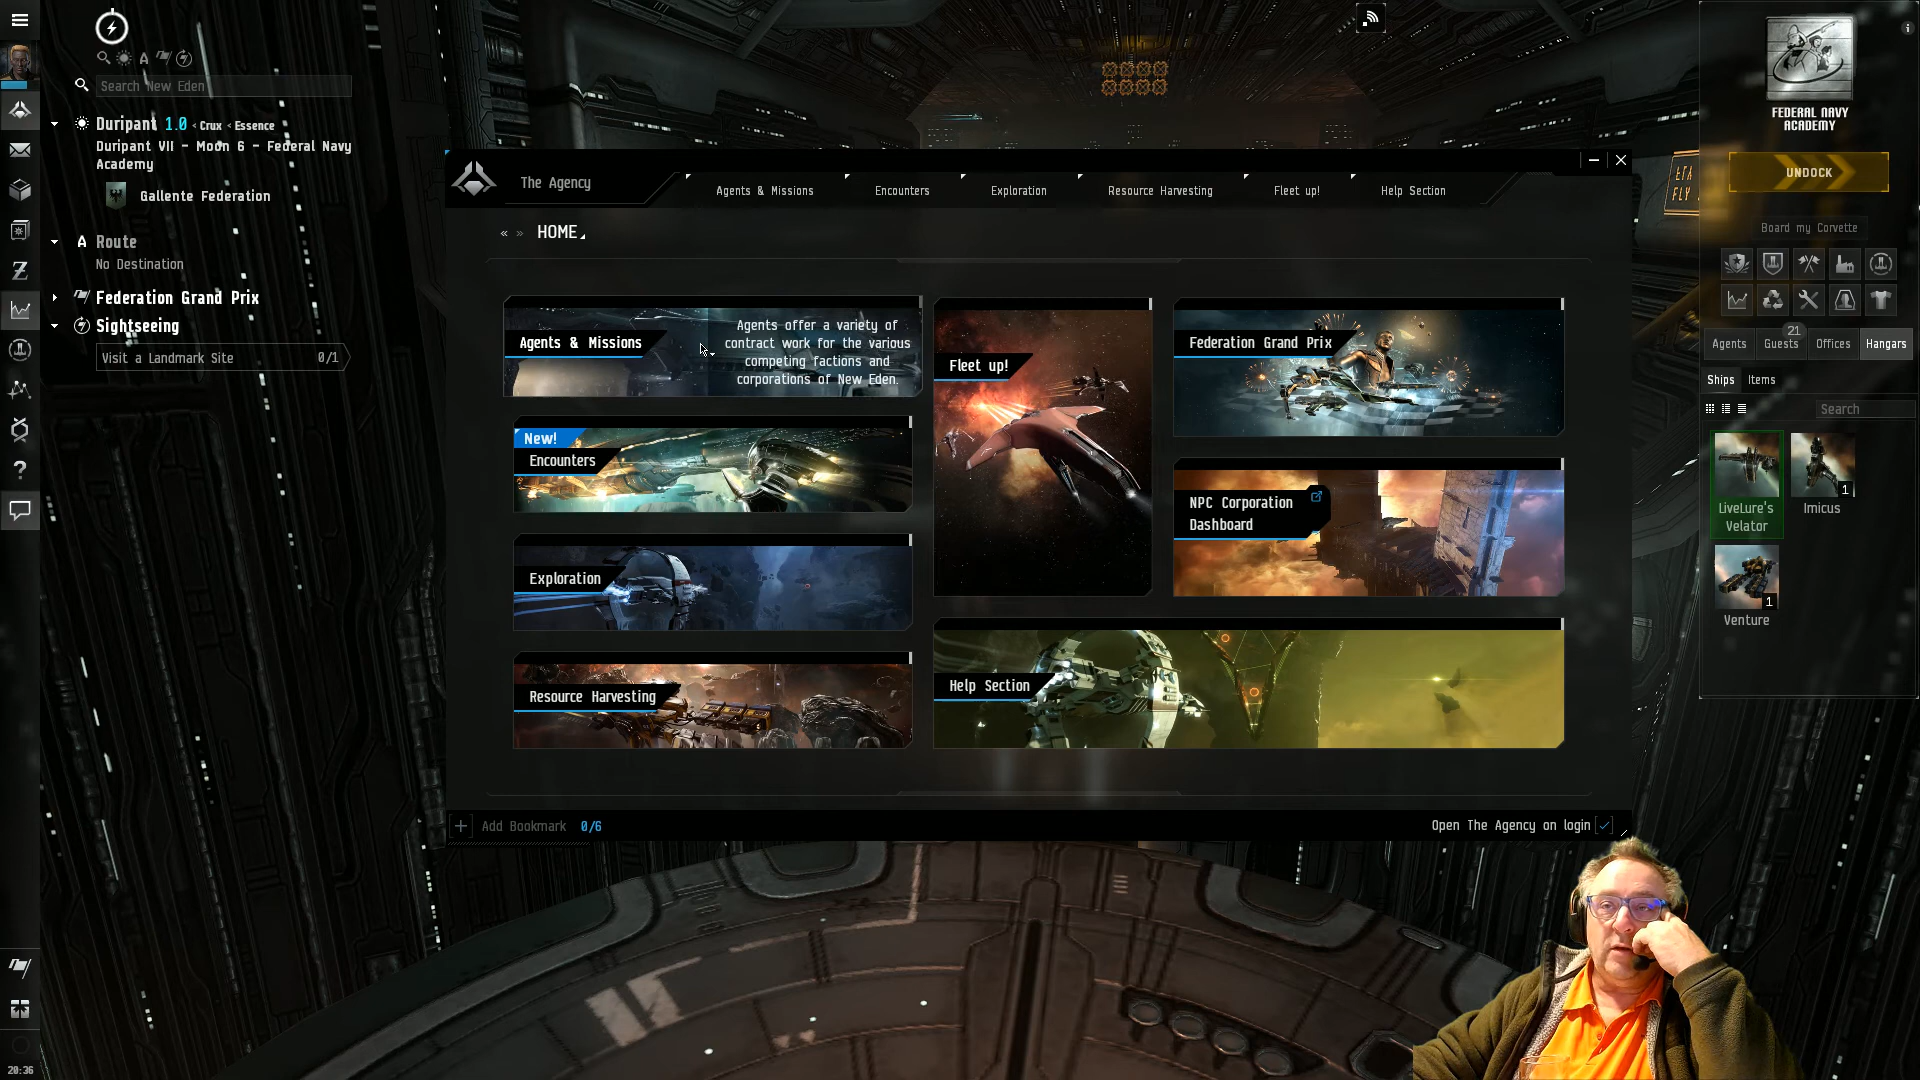 Search New Eden
Duripant 1.0 < Crux < Essence
Duripant VII - Moon 6 - Federal Navy
Academy
Gallente Federation
Route
No Destination
Federation Grand Prix
Sightseeing
Visit a Landmark Site 0/1
20:36
The Agency
Agents & Missions
Encounters
Exploration
Resource Harvesting
Fleet up!
Help Section
« » HOME
Agents & Missions
Agents offer a variety of
contract work for the various
competing factions and
corporations of New Eden.
New!
Encounters
Exploration
Resource Harvesting
Fleet up!
Federation Grand Prix
NPC Corporation
Dashboard
Help Section
Add Bookmark 0/6
Open The Agency on login
FEDERAL NAVY
ACADEMY
UNDOCK
FLY
Board my Corvette
21
Agents Guests Offices Hangars
Ships Items
Search
LiveLure's
Velator
1
Imicus
1
Venture